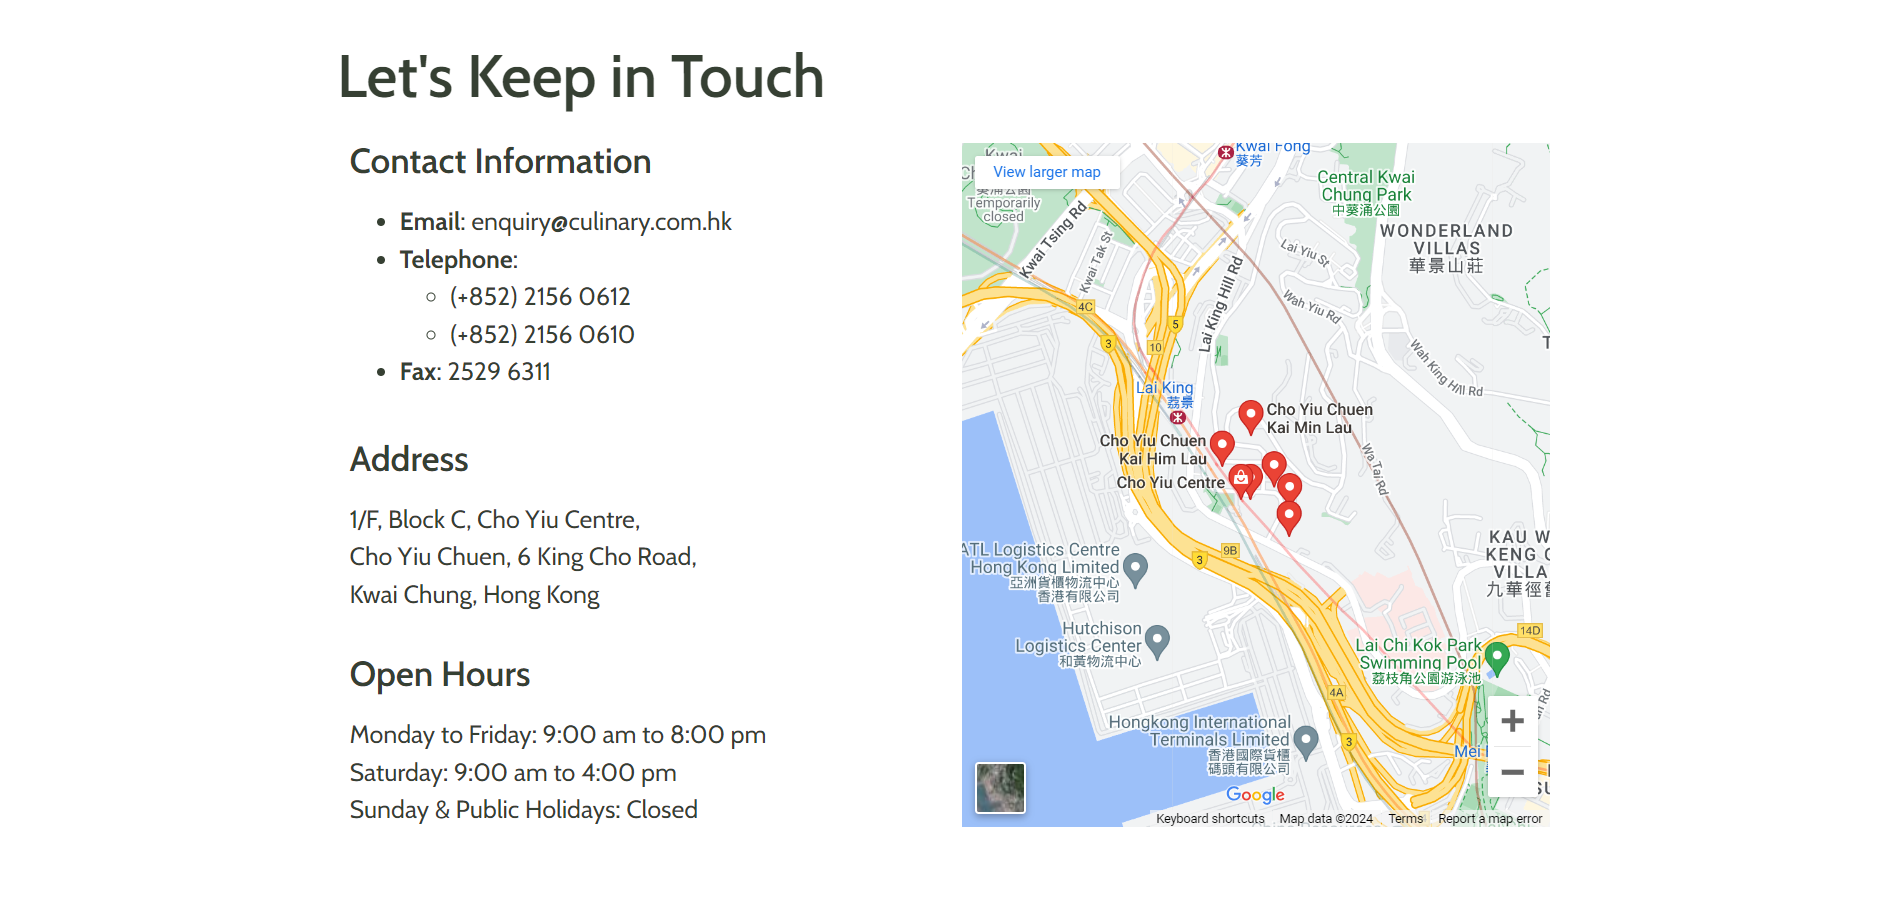 Let's Keep in Touch
Contact Information
Email: enquiry@culinary.com.hk
Telephone:
(+852) 2156 0612
(+852) 2156 0610
Fax: 2529 6311
Address
1/F, Block C, Cho Yiu Centre,
Cho Yiu Chuen, 6 King Cho Road,
Kwai Chung, Hong Kong
Open Hours
Monday to Friday: 9:00 am to 8:00 pm
Saturday: 9:00 am to 4:00 pm
Sunday & Public Holidays: Closed
View larger map
Kwai
Temporarily
closed
Kwai Fong
葵芳
Central Kwai
Chung Park
中葵涌公園
WONDERLAND
VILLAS
華景山莊
Kwai Tsing Rd
Kwai Tak St
Lai King Hill Rd
Lai Yiu St
Wah Yiu Rd
Wah King Hill Rd
Wa Tai Rd
4C
3
5
10
Lai King
荔景
Cho Yiu Chuen
Kai Min Lau
Cho Yiu Chuen
Kai Him Lau
Cho Yiu Centre
9B
3
ATL Logistics Centre
Hong Kong Limited
亞洲貨櫃物流中心
香港有限公司
KAU W
KENG
VILLA
九華徑
Hutchison
Logistics Center
和黃物流中心
14D
Lai Chi Kok Park
Swimming Pool
荔枝角公園游泳池
4A
3
Hongkong International
Terminals Limited
香港國際貨櫃
碼頭有限公司
Mei
Google
Keyboard shortcuts
Map data ©2024
Terms
Report a map error